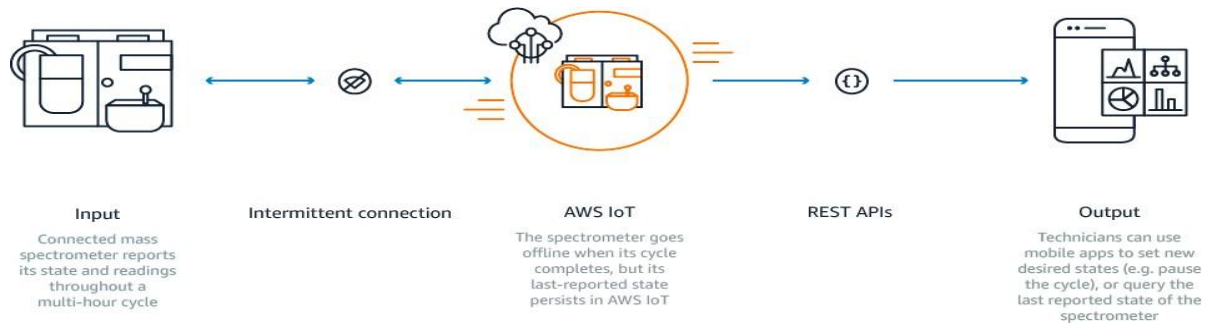 Input
Connected mass
spectrometer reports
its state and readings
throughout a
multi-hour cycle
Intermittent connection
AWS IoT
The spectrometer goes
offline when its cycle
completes, but its
last-reported state
persists in AWS IoT
{}
REST APIs
Output
Technicians can use
mobile apps to set new
desired states (e.g. pause
the cycle), or query the
last reported state of the
spectrometer